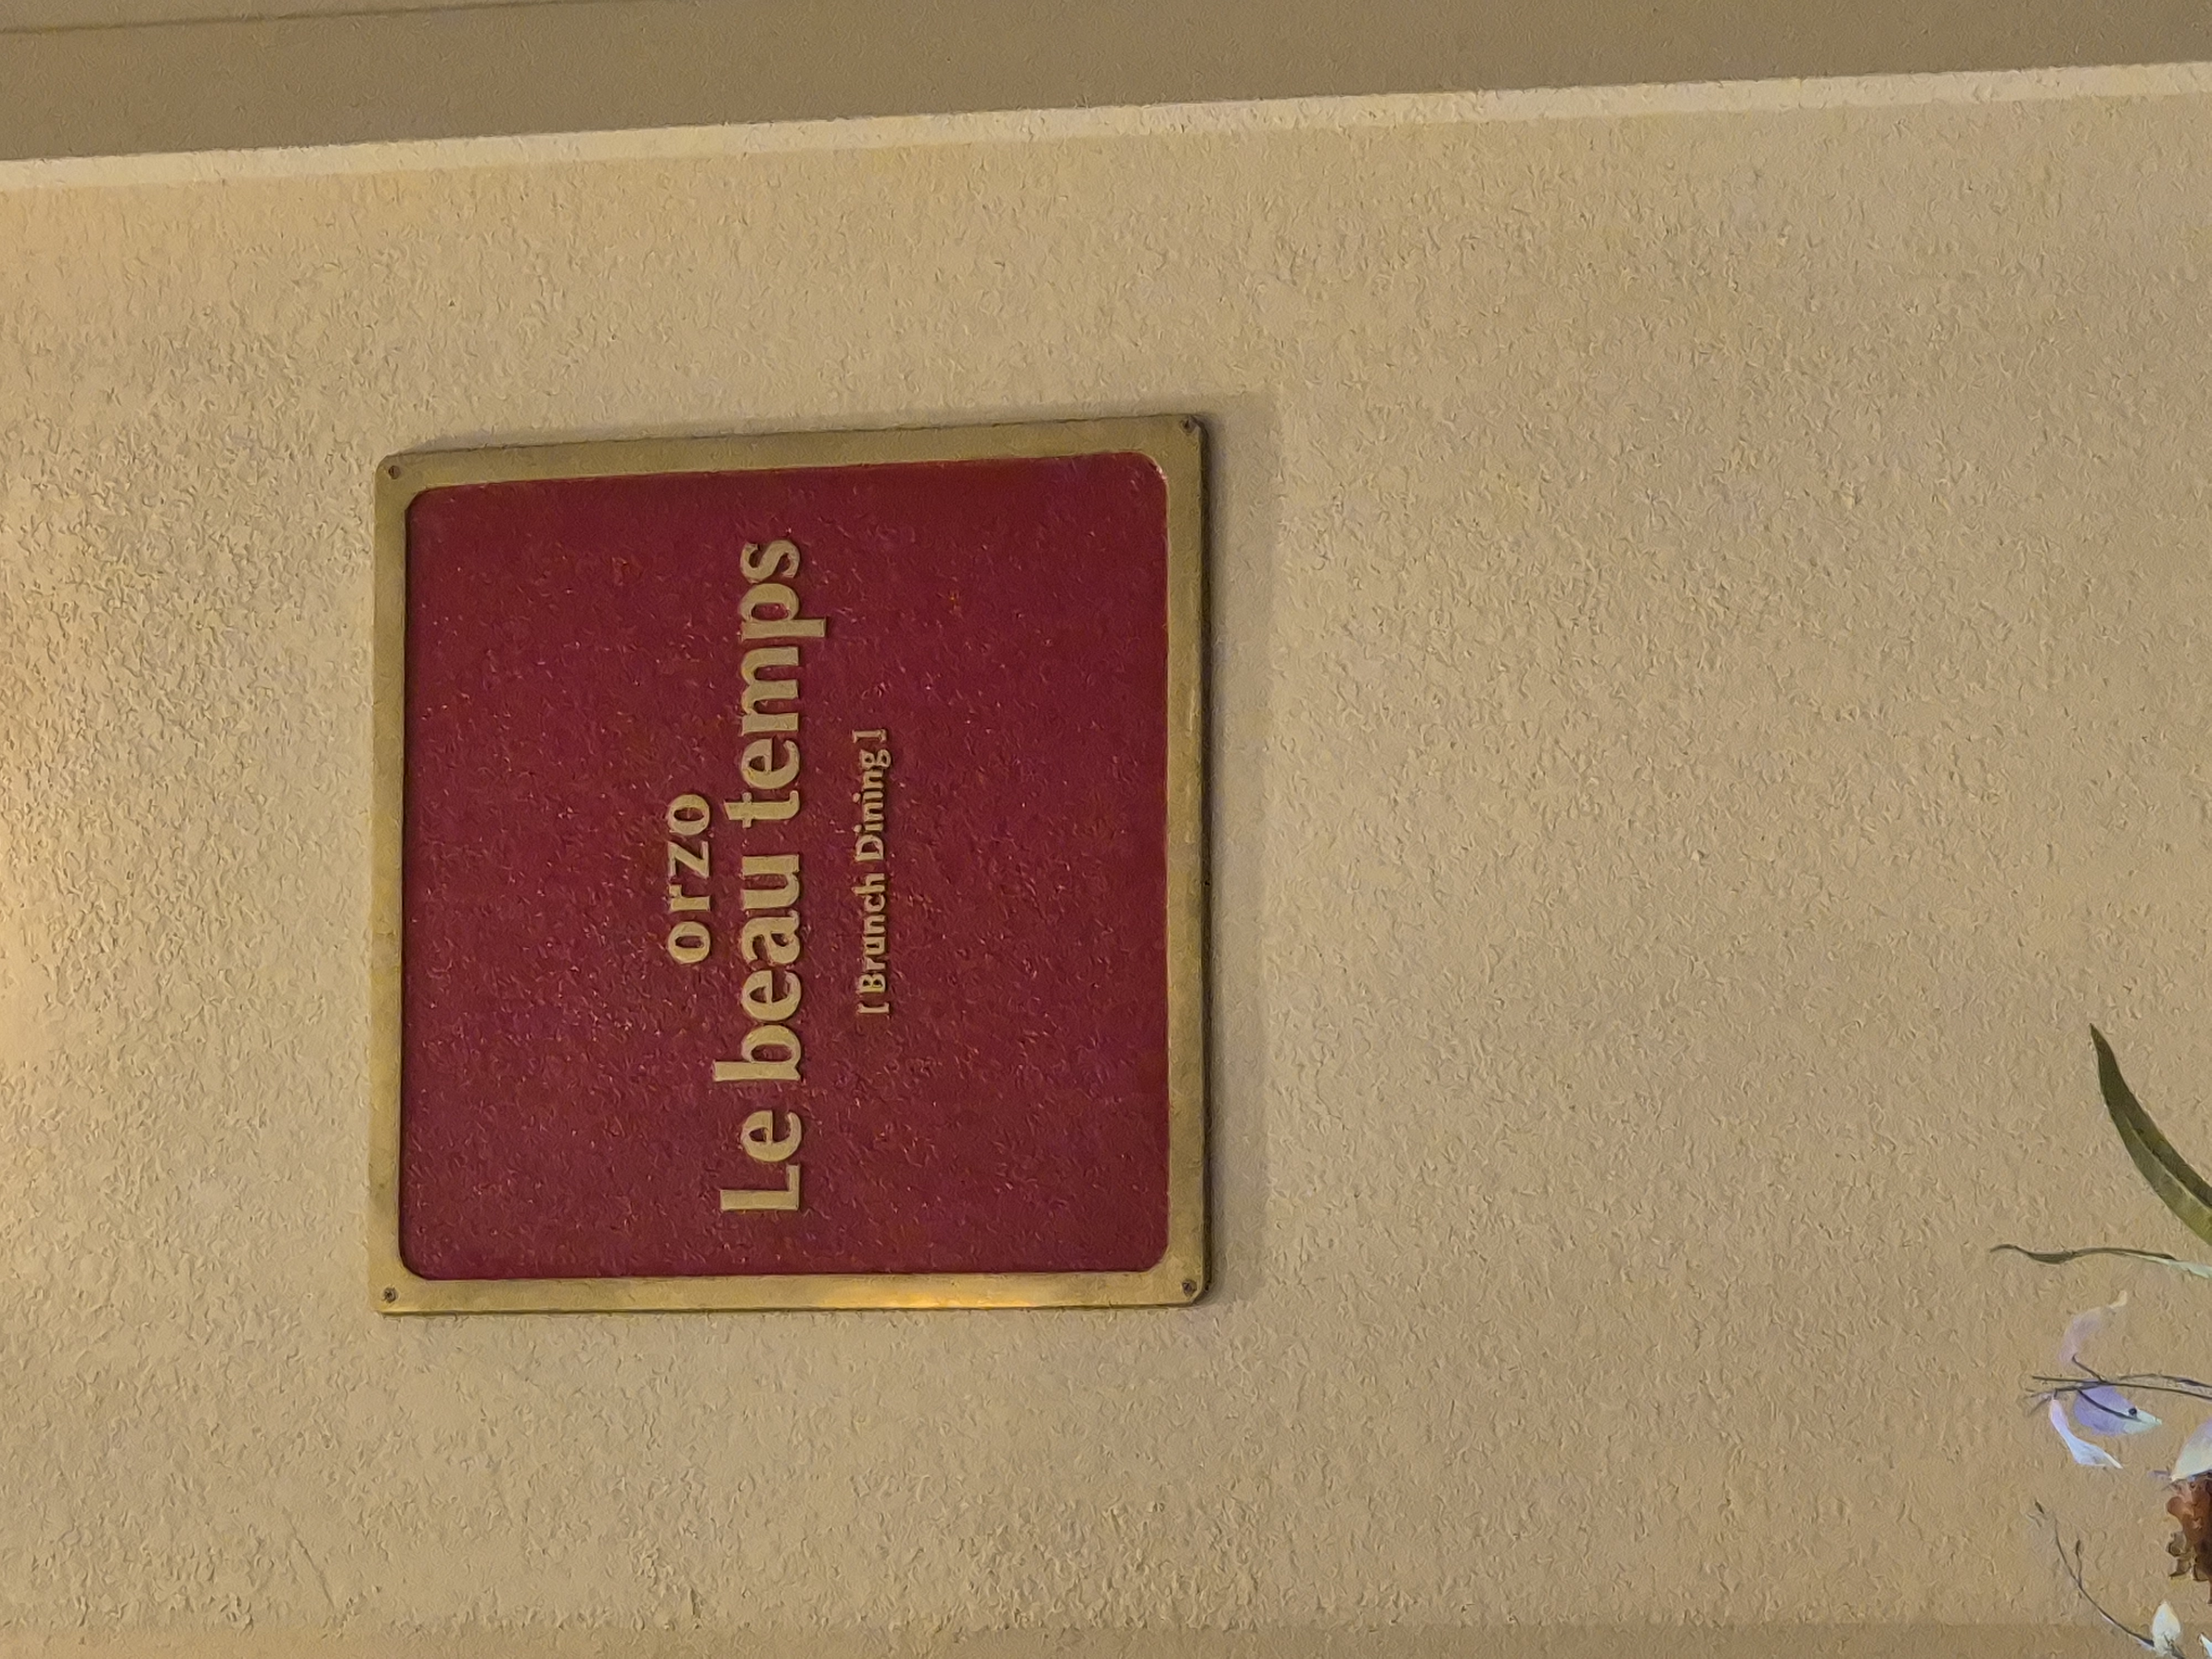 orzo
Le beau temps
[ Brunch Dining ]